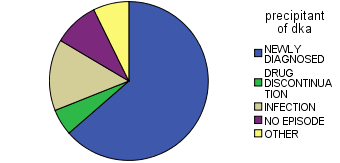 precipitant
of dka
NEWLY
DIAGNOSED
DRUG
DISCONTINUA
TION
INFECTION
NO EPISODE
OTHER